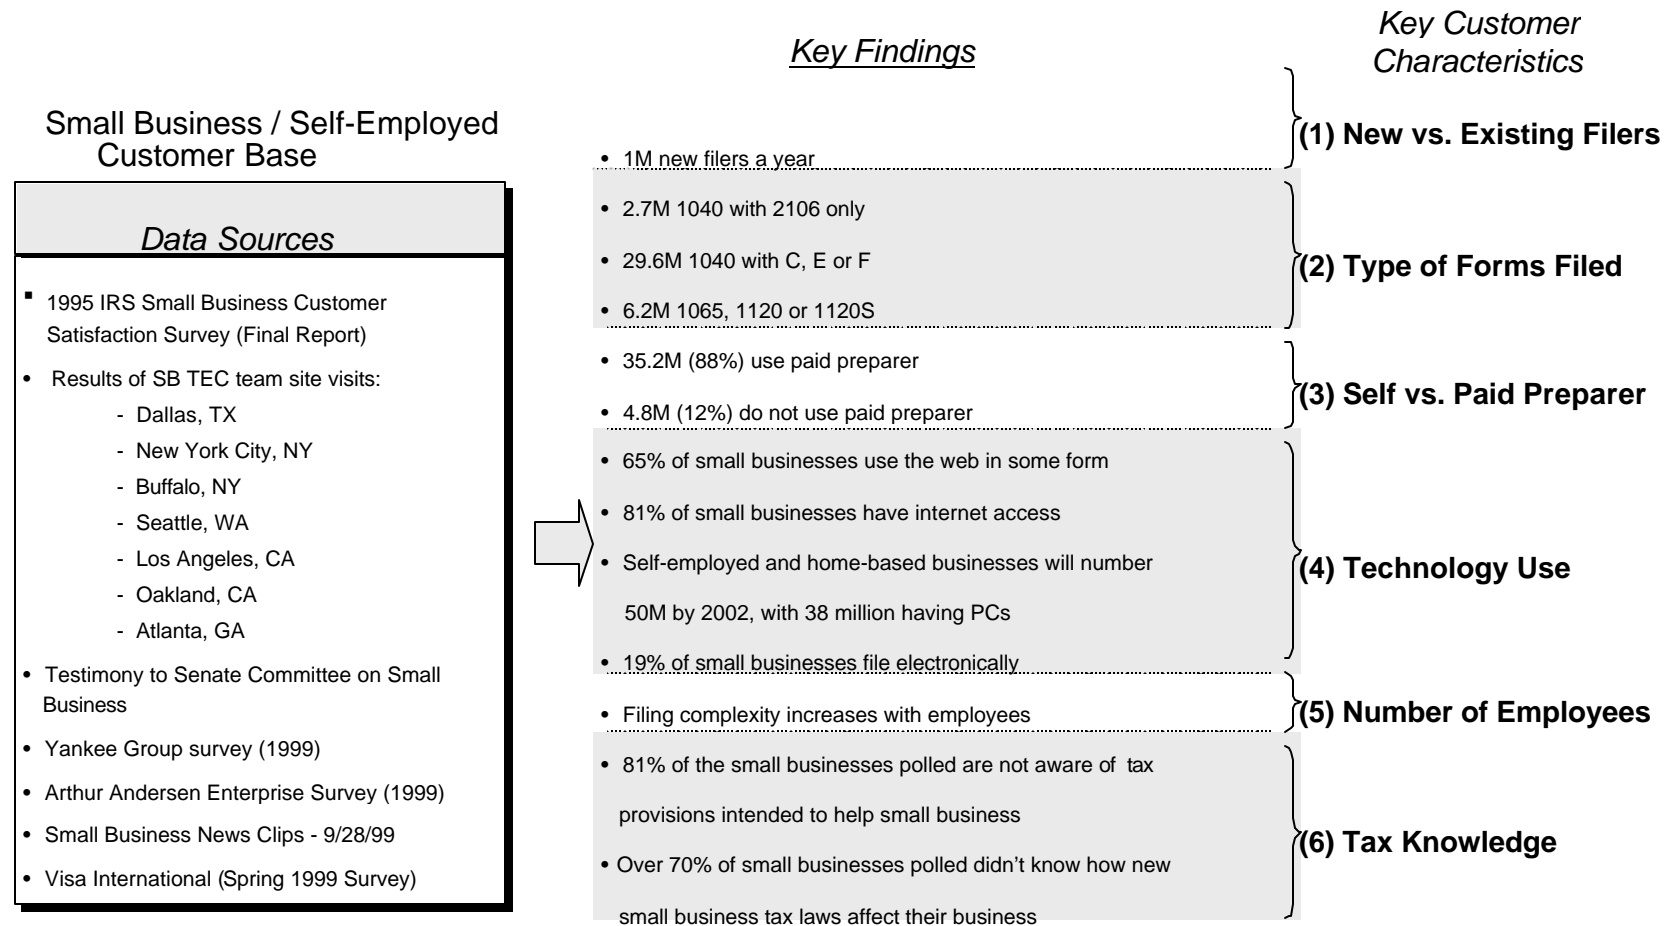 Key Findings
Key Customer
Characteristics
Small Business / Self-Employed
Customer Base
Data Sources
▪ 1995 IRS Small Business Customer
Satisfaction Survey (Final Report)
• Results of SB TEC team site visits:
- Dallas, TX
- New York City, NY
- Buffalo, NY
- Seattle, WA
- Los Angeles, CA
- Oakland, CA
- Atlanta, GA
• Testimony to Senate Committee on Small
Business
• Yankee Group survey (1999)
• Arthur Andersen Enterprise Survey (1999)
• Small Business News Clips - 9/28/99
• Visa International (Spring 1999 Survey)
• 1M new filers a year
(1) New vs. Existing Filers
• 2.7M 1040 with 2106 only
• 29.6M 1040 with C, E or F
• 6.2M 1065, 1120 or 1120S
(2) Type of Forms Filed
• 35.2M (88%) use paid preparer
• 4.8M (12%) do not use paid preparer
(3) Self vs. Paid Preparer
• 65% of small businesses use the web in some form
• 81% of small businesses have internet access
• Self-employed and home-based businesses will number
50M by 2002, with 38 million having PCs
• 19% of small businesses file electronically
(4) Technology Use
• Filing complexity increases with employees
(5) Number of Employees
• 81% of the small businesses polled are not aware of tax
provisions intended to help small business
• Over 70% of small businesses polled didn't know how new
small business tax laws affect their business
(6) Tax Knowledge